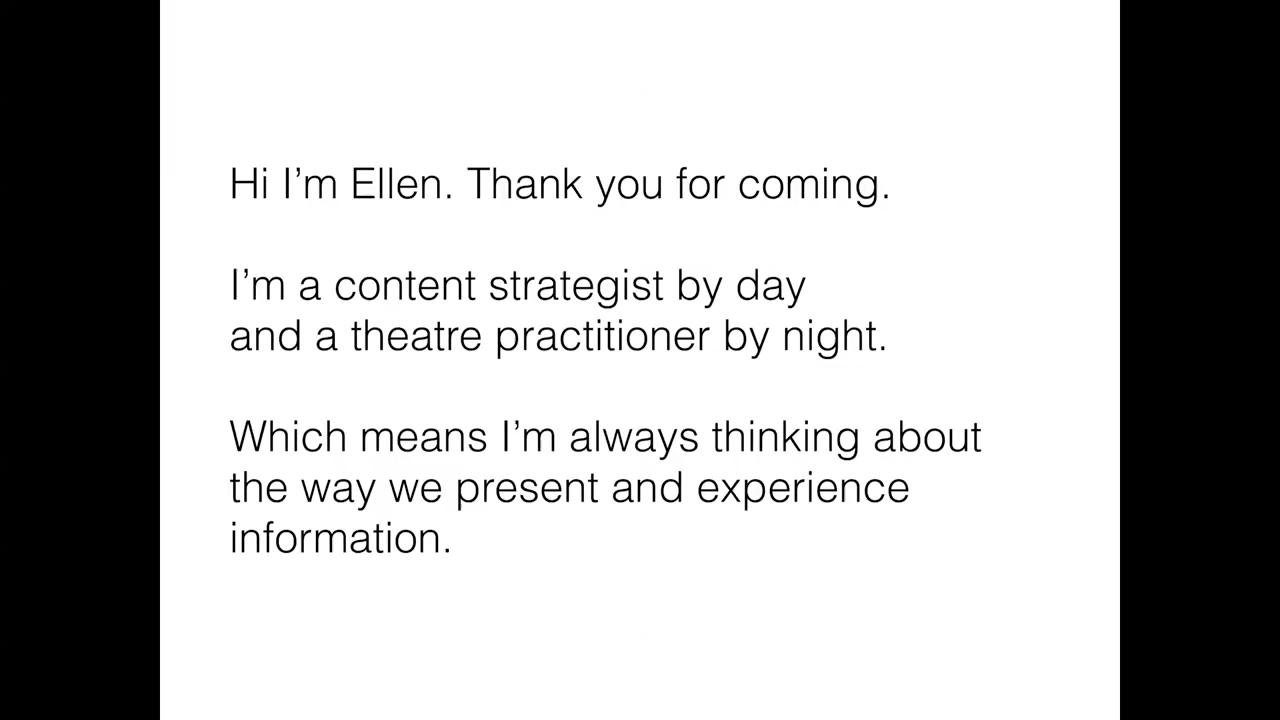 Hi I’m Ellen. Thank you for coming.
I’m a content strategist by day
and a theatre practitioner by night.
Which means I’m always thinking about
the way we present and experience
information.